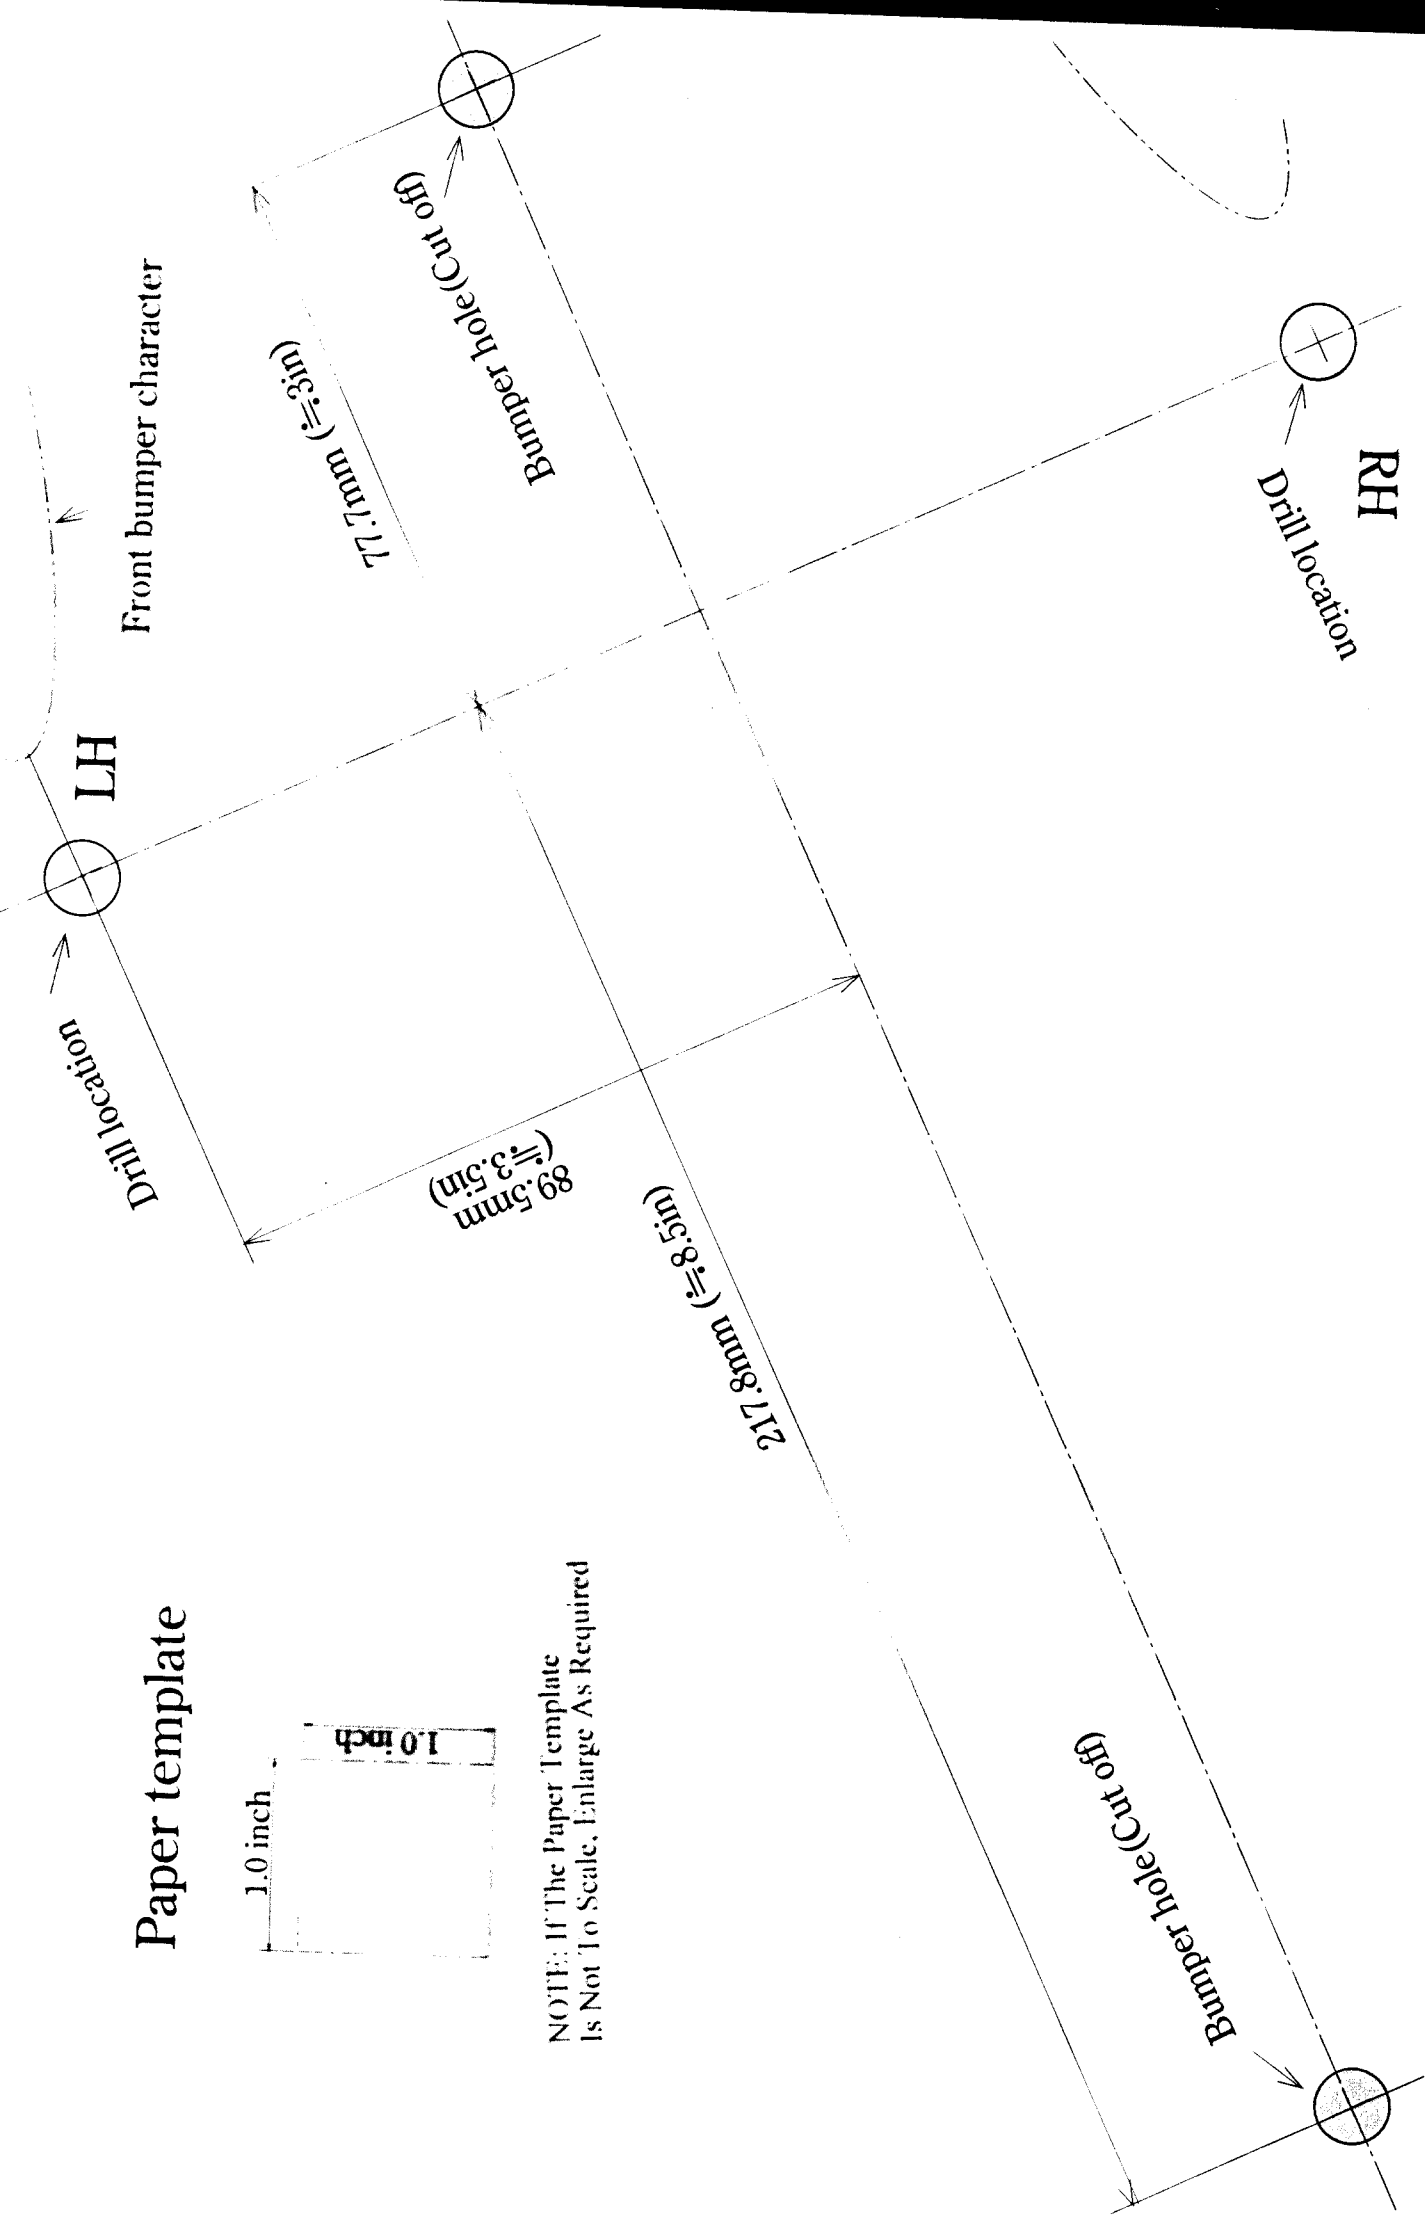 Paper template
1.0 inch
1.0 inch
NOTE: If The Paper Template
Is Not To Scale, Enlarge As Required
Drill location
LH
Front bumper character
89.5mm
(≒3.5in)
77.7mm (≒3in)
217.8mm (≒8.5in)
Bumper hole(Cut off)
Bumper hole(Cut off)
Drill location
RH